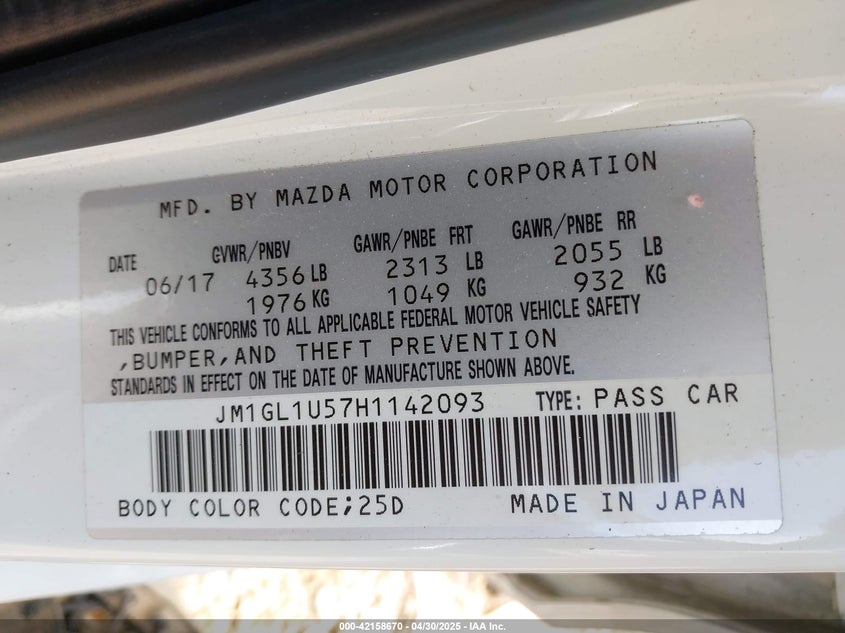 MFD. BY MAZDA MOTOR CORPORATION
DATE GVWR/PNBV GAWR/PNBE FRT GAWR/PNBE RR
06/17 4356 LB 2313 LB 2055 LB
1976 KG 1049 KG 932 KG
THIS VEHICLE CONFORMS TO ALL APPLICABLE FEDERAL MOTOR VEHICLE SAFETY
,BUMPER,AND THEFT PREVENTION
STANDARDS IN EFFECT ON THE DATE OF MANUFACTURE SHOWN ABOVE.
JM1GL1U57H1142093 TYPE: PASS CAR
BODY COLOR CODE;25D MADE IN JAPAN
000-42158670 - 04/30/2025 - IAA Inc.